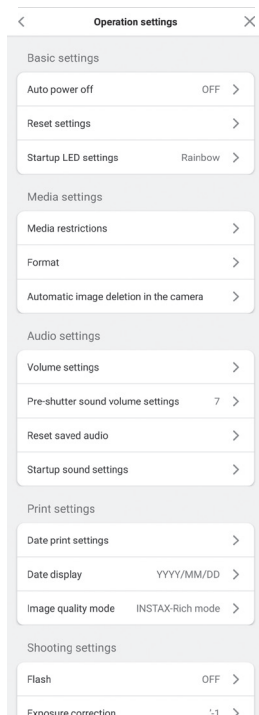 Operation settings
Basic settings
Auto power off OFF
Reset settings
Startup LED settings Rainbow
Media settings
Media restrictions
Format
Automatic image deletion in the camera
Audio settings
Volume settings
Pre-shutter sound volume settings 7
Reset saved audio
Startup sound settings
Print settings
Date print settings
Date display YYYY/MM/DD
Image quality mode INSTAX-Rich mode
Shooting settings
Flash OFF
Exposure correction '-1